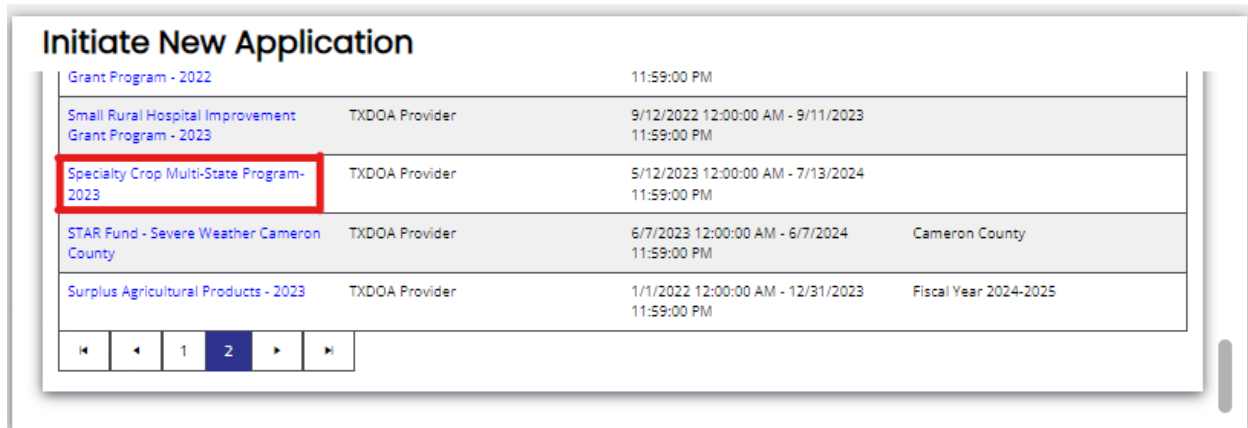 Initiate New Application
Grant Program - 2022 11:59:00 PM
Small Rural Hospital Improvement TXDOA Provider 9/12/2022 12:00:00 AM - 9/11/2023
Grant Program - 2023 11:59:00 PM
Specialty Crop Multi-State Program- TXDOA Provider 5/12/2023 12:00:00 AM - 7/13/2024
2023 11:59:00 PM
STAR Fund - Severe Weather Cameron TXDOA Provider 6/7/2023 12:00:00 AM - 6/7/2024 Cameron County
County 11:59:00 PM
Surplus Agricultural Products - 2023 TXDOA Provider 1/1/2022 12:00:00 AM - 12/31/2023 Fiscal Year 2024-2025
11:59:00 PM
1 2